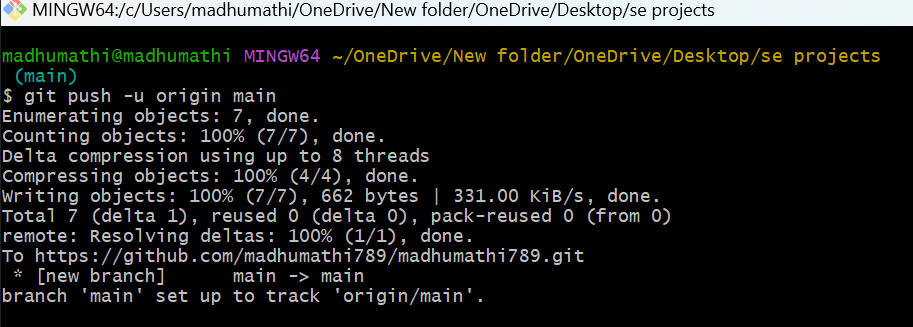 MINGW64:/c/Users/madhumathi/OneDrive/New folder/OneDrive/Desktop/se projects
madhumathi@madhumathi MINGW64 ~/OneDrive/New folder/OneDrive/Desktop/se projects
(main)
$ git push -u origin main
Enumerating objects: 7, done.
Counting objects: 100% (7/7), done.
Delta compression using up to 8 threads
Compressing objects: 100% (4/4), done.
Writing objects: 100% (7/7), 662 bytes | 331.00 KiB/s, done.
Total 7 (delta 1), reused 0 (delta 0), pack-reused 0 (from 0)
remote: Resolving deltas: 100% (1/1), done.
To https://github.com/madhumathi789/madhumathi789.git
 * [new branch]      main -> main
branch 'main' set up to track 'origin/main'.